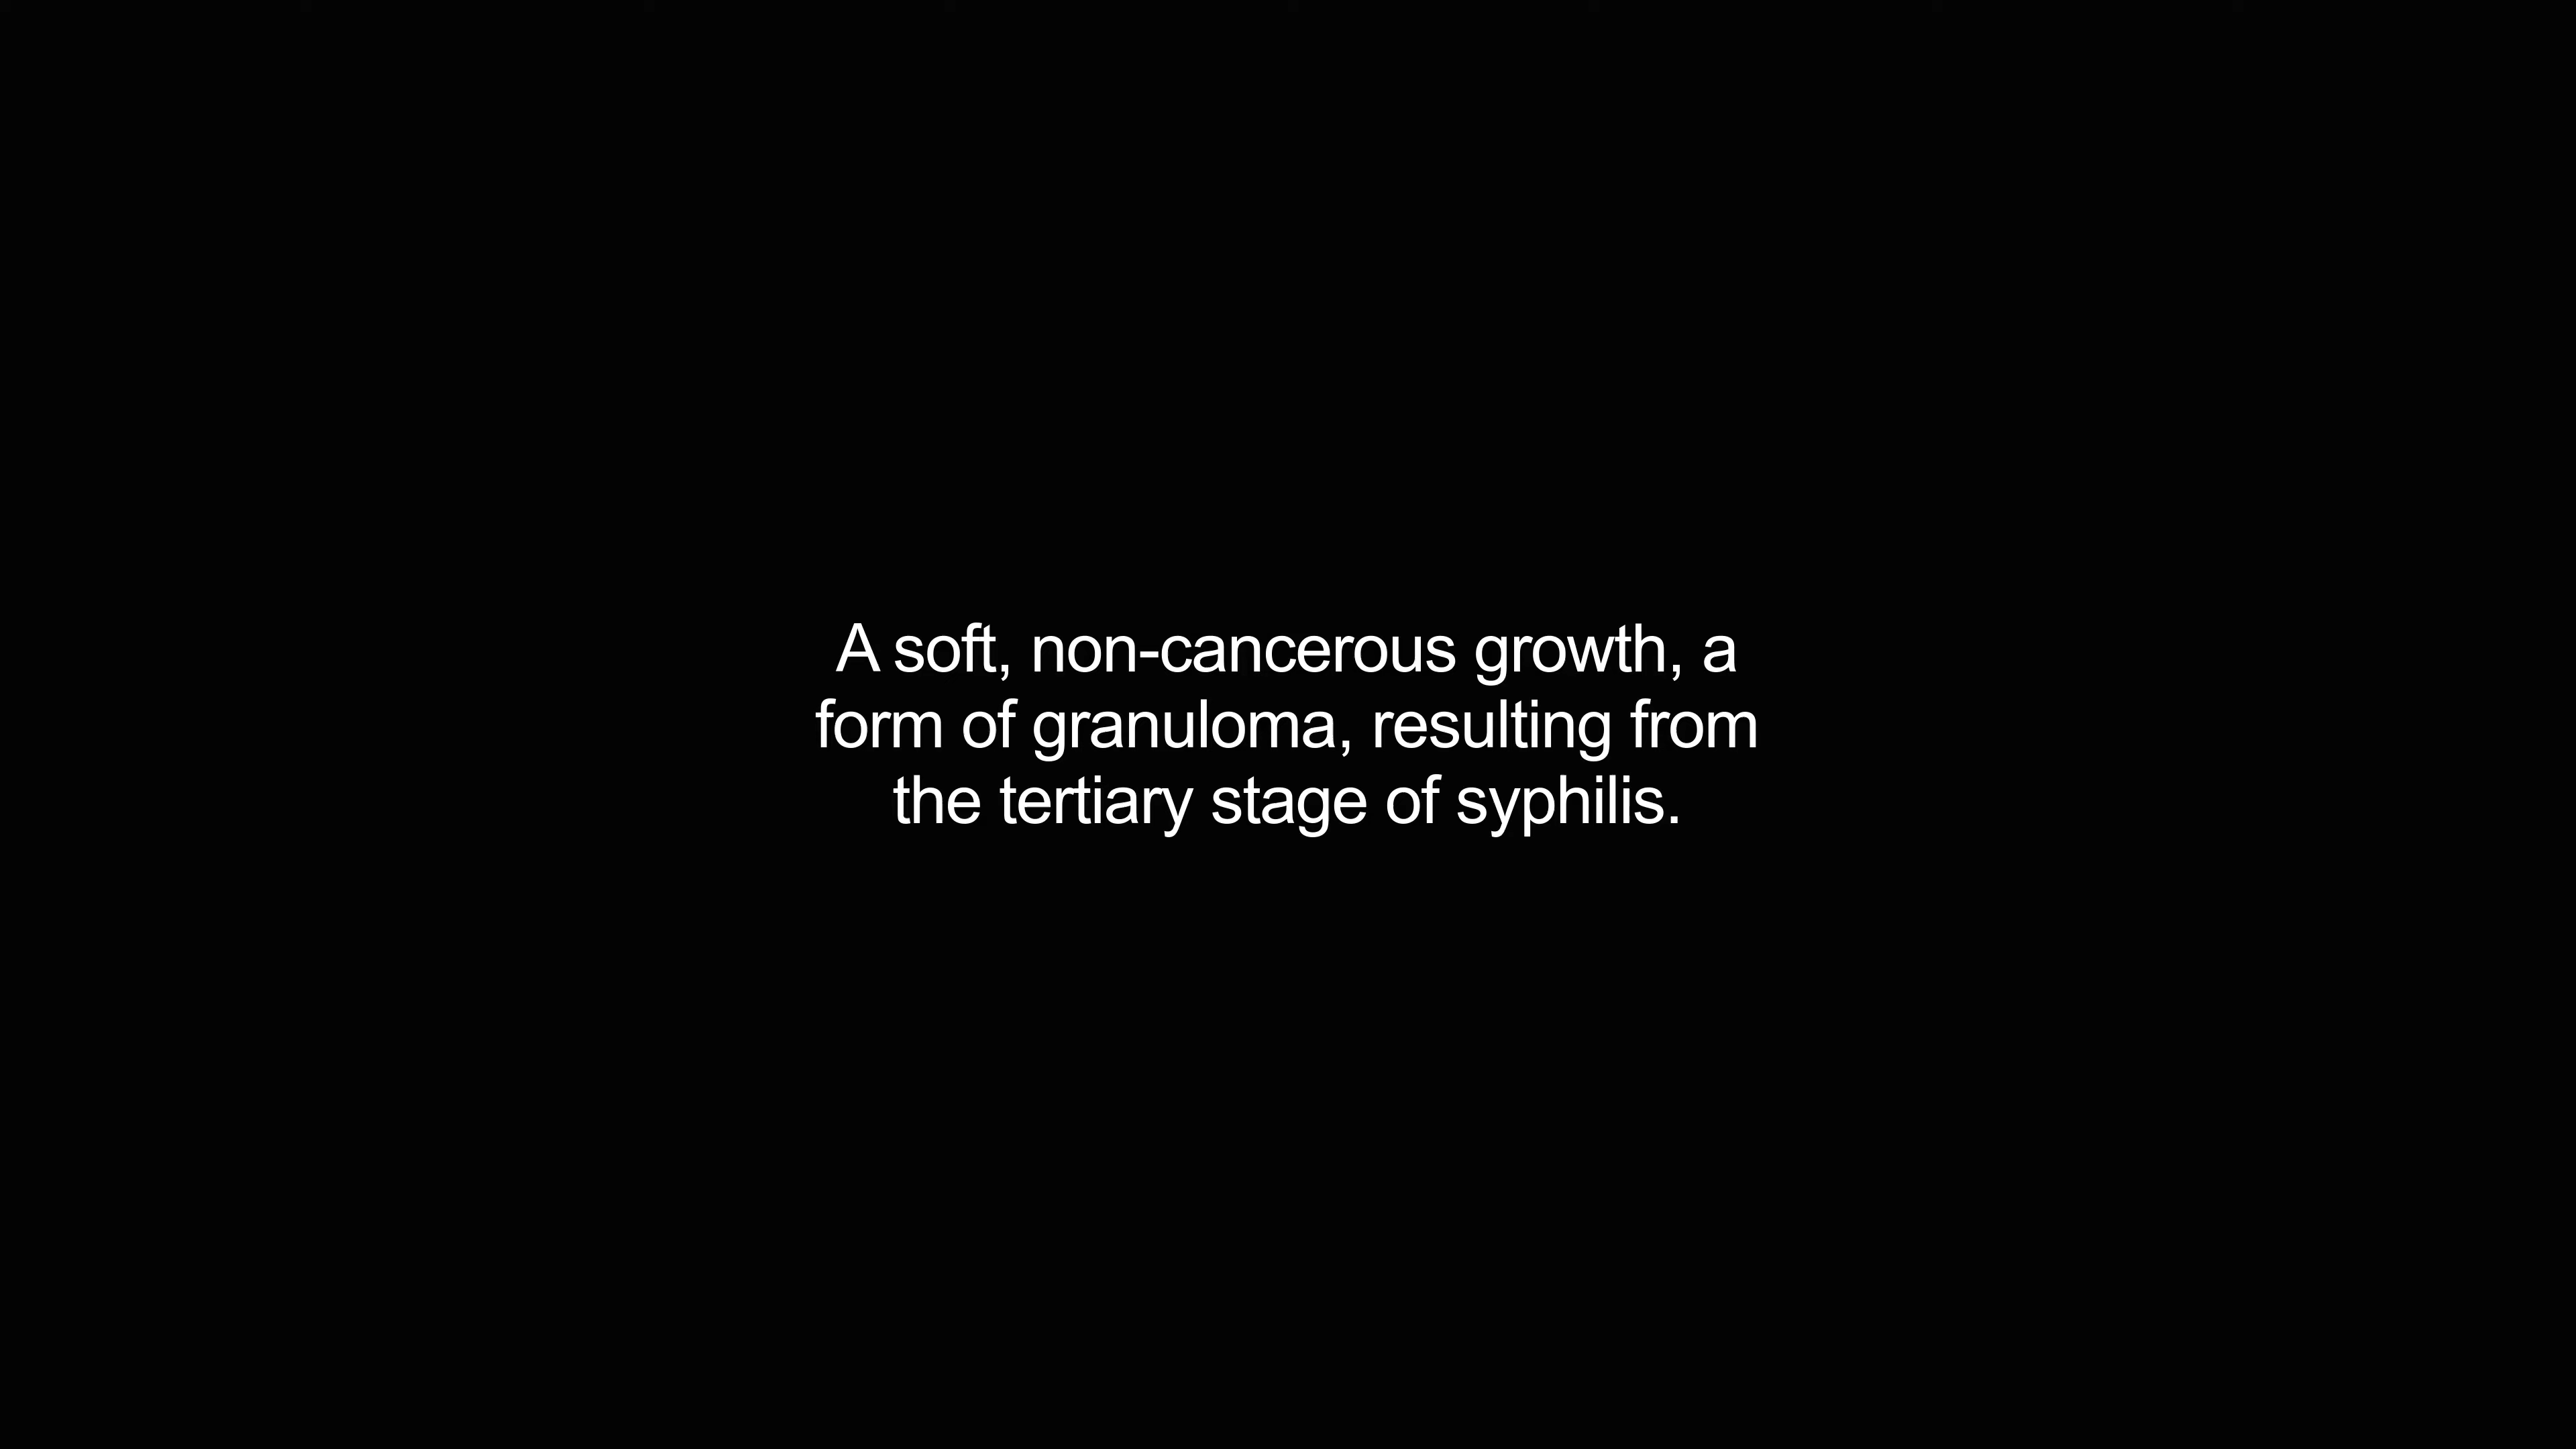 A soft, non-cancerous growth, a
form of granuloma, resulting from
the tertiary stage of syphilis.